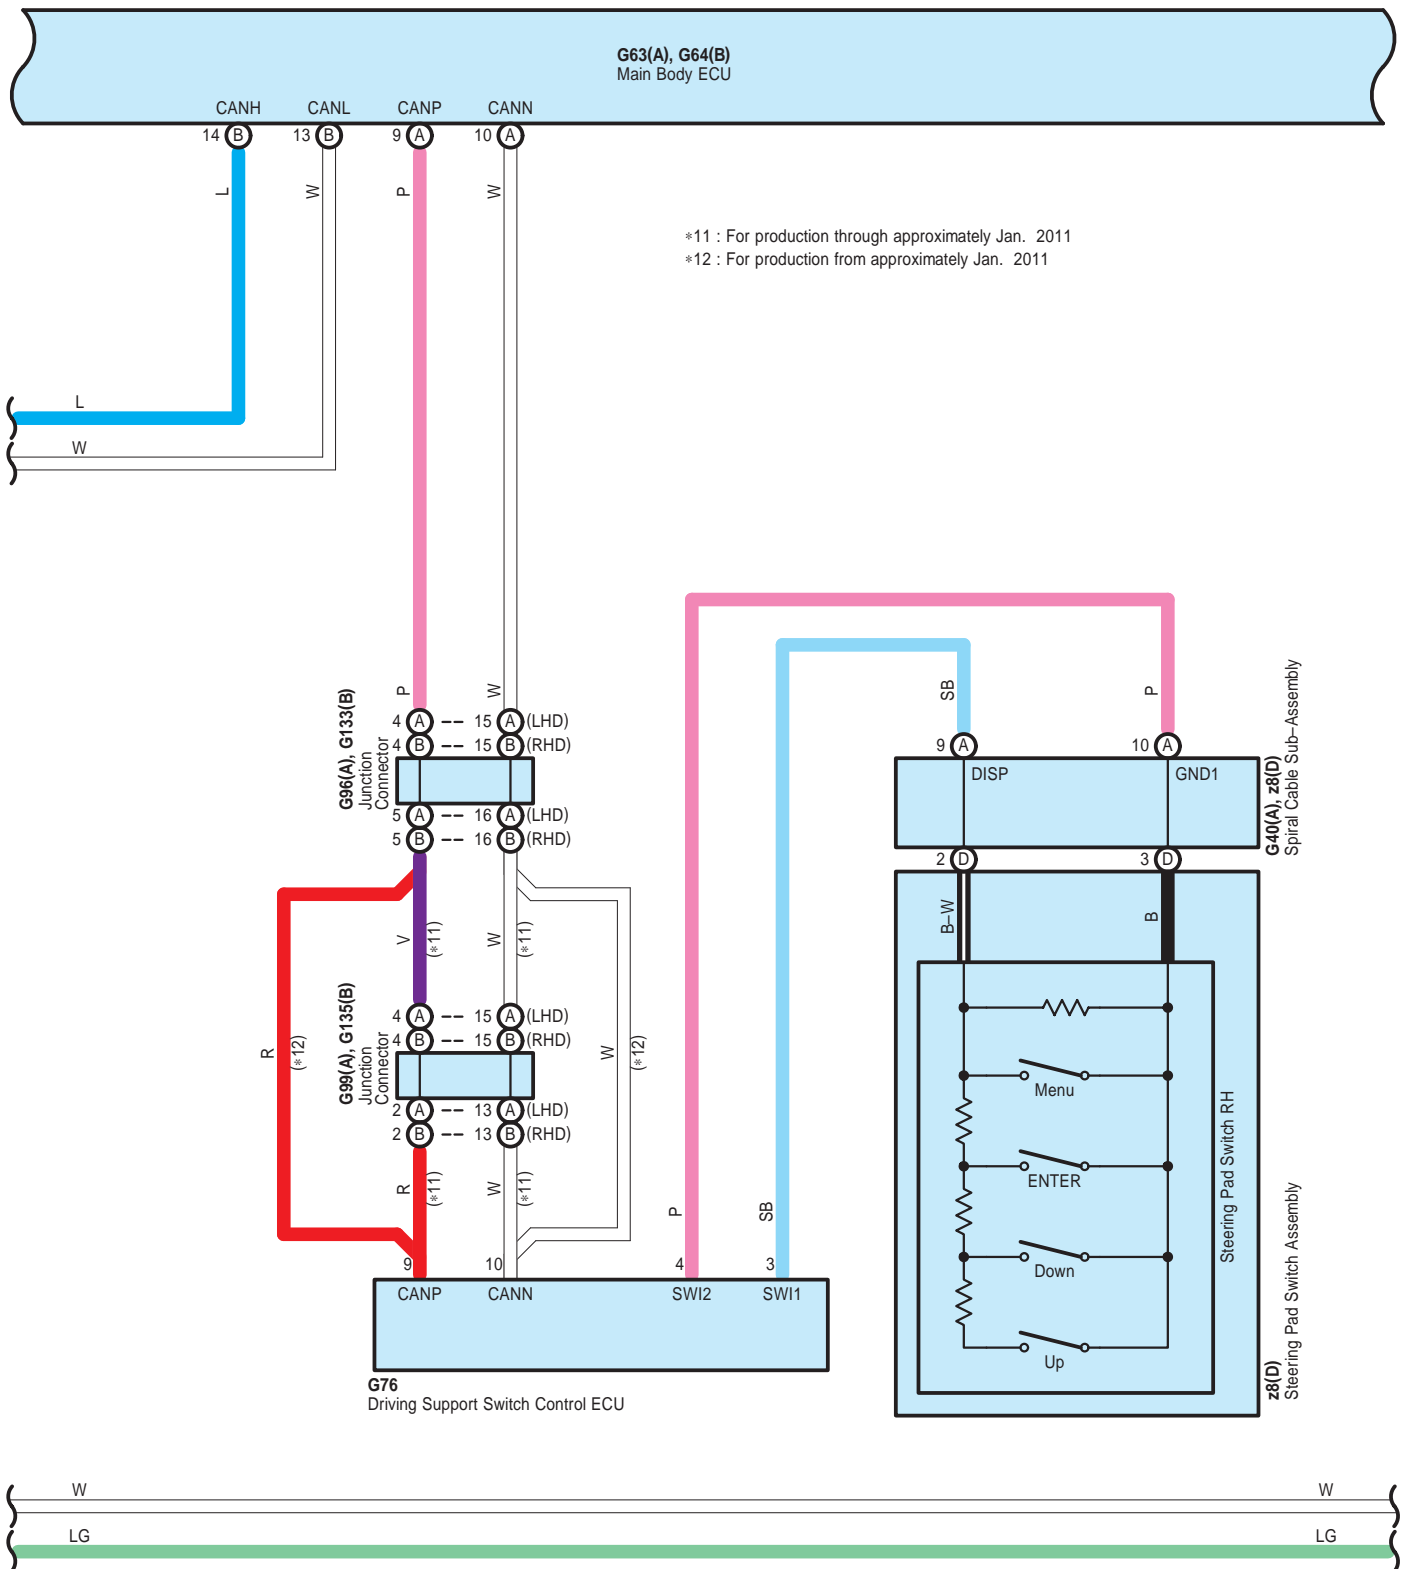 G63(A), G64(B)
Main Body ECU
CANH CANL CANP CANN
14 B 13 B 9 A 10 A
L W P W
∗11 : For production through approximately Jan. 2011
∗12 : For production from approximately Jan. 2011
L
W
P W SB P
G96(A), G133(B)
Junction
Connector
4 A -- 15 A (LHD)
4 B -- 15 B (RHD)
5 A -- 16 A (LHD)
5 B -- 16 B (RHD)
9 A 10 A
DISP GND1
G40(A), z8(D)
Spiral Cable Sub–Assembly
2 D 3 D
B–W B
V (∗11) W (∗11)
R (∗12) W (∗12)
G99(A), G135(B)
Junction
Connector
4 A -- 15 A (LHD)
4 B -- 15 B (RHD)
2 A -- 13 A (LHD)
2 B -- 13 B (RHD)
R (∗11) W (∗11)
P SB
9 10 4 3
CANP CANN SWI2 SWI1
G76
Driving Support Switch Control ECU
Menu
ENTER
Down
Up
Steering Pad Switch RH
z8(D)
Steering Pad Switch Assembly
W W
LG LG